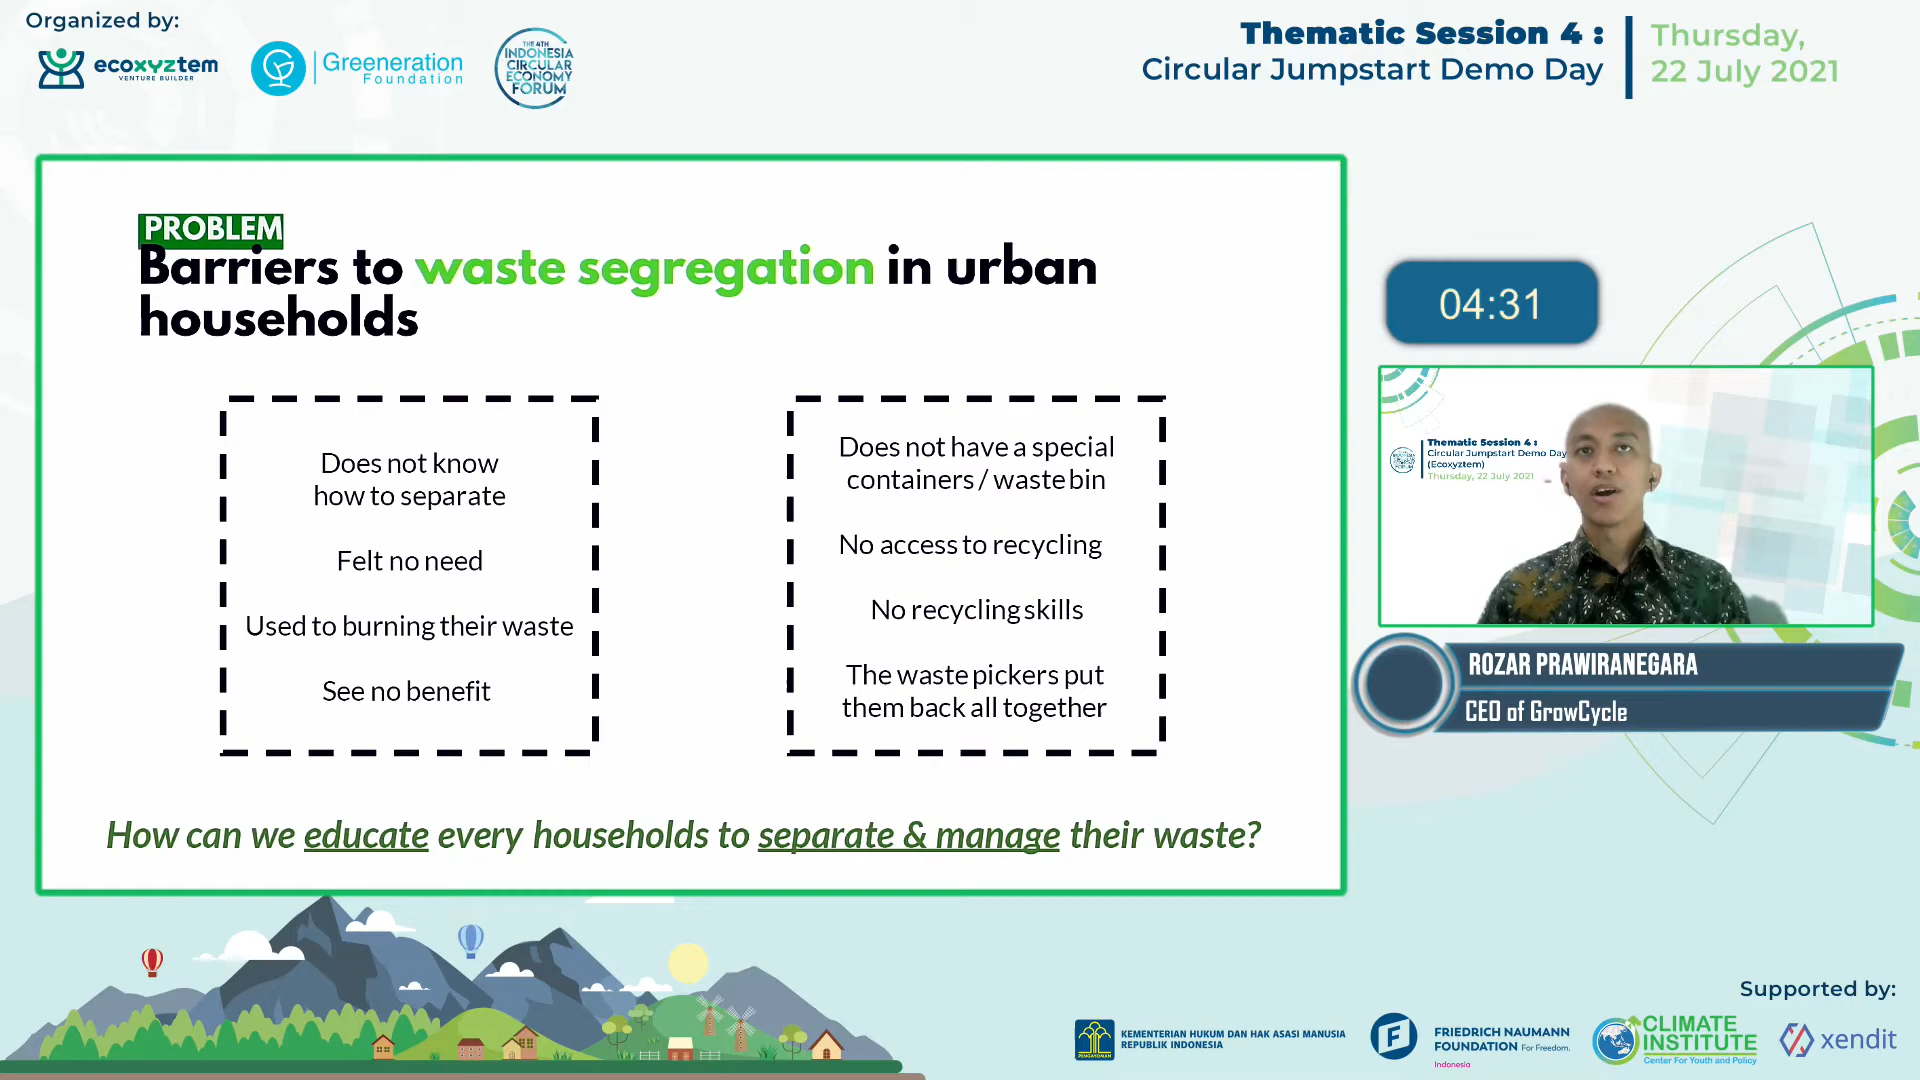 Organized by:
ecoxyztem
VENTURE BUILDER
Greeneration
Foundation
THE 4TH
INDONESIA
CIRCULAR
ECONOMY
FORUM
Thematic Session 4 :
Circular Jumpstart Demo Day
Thursday,
22 July 2021
PROBLEM
Barriers to waste segregation in urban
households
Does not know
how to separate
Felt no need
Used to burning their waste
See no benefit
Does not have a special
containers / waste bin
No access to recycling
No recycling skills
The waste pickers put
them back all together
How can we educate every households to separate & manage their waste?
04:31
INDONESIA
CIRCULAR
ECONOMY
FORUM
Thematic Session 4 :
Circular Jumpstart Demo Day
(Ecoxyztem)
Thursday, 22 July 2021
ROZAR PRAWIRANEGARA
CEO of GrowCycle
Supported by:
PENGAYOMAN
KEMENTERIAN HUKUM DAN HAK ASASI MANUSIA
REPUBLIK INDONESIA
F
FRIEDRICH NAUMANN
FOUNDATION For Freedom.
Indonesia
CLIMATE
INSTITUTE
Center For Youth and Policy
xendit